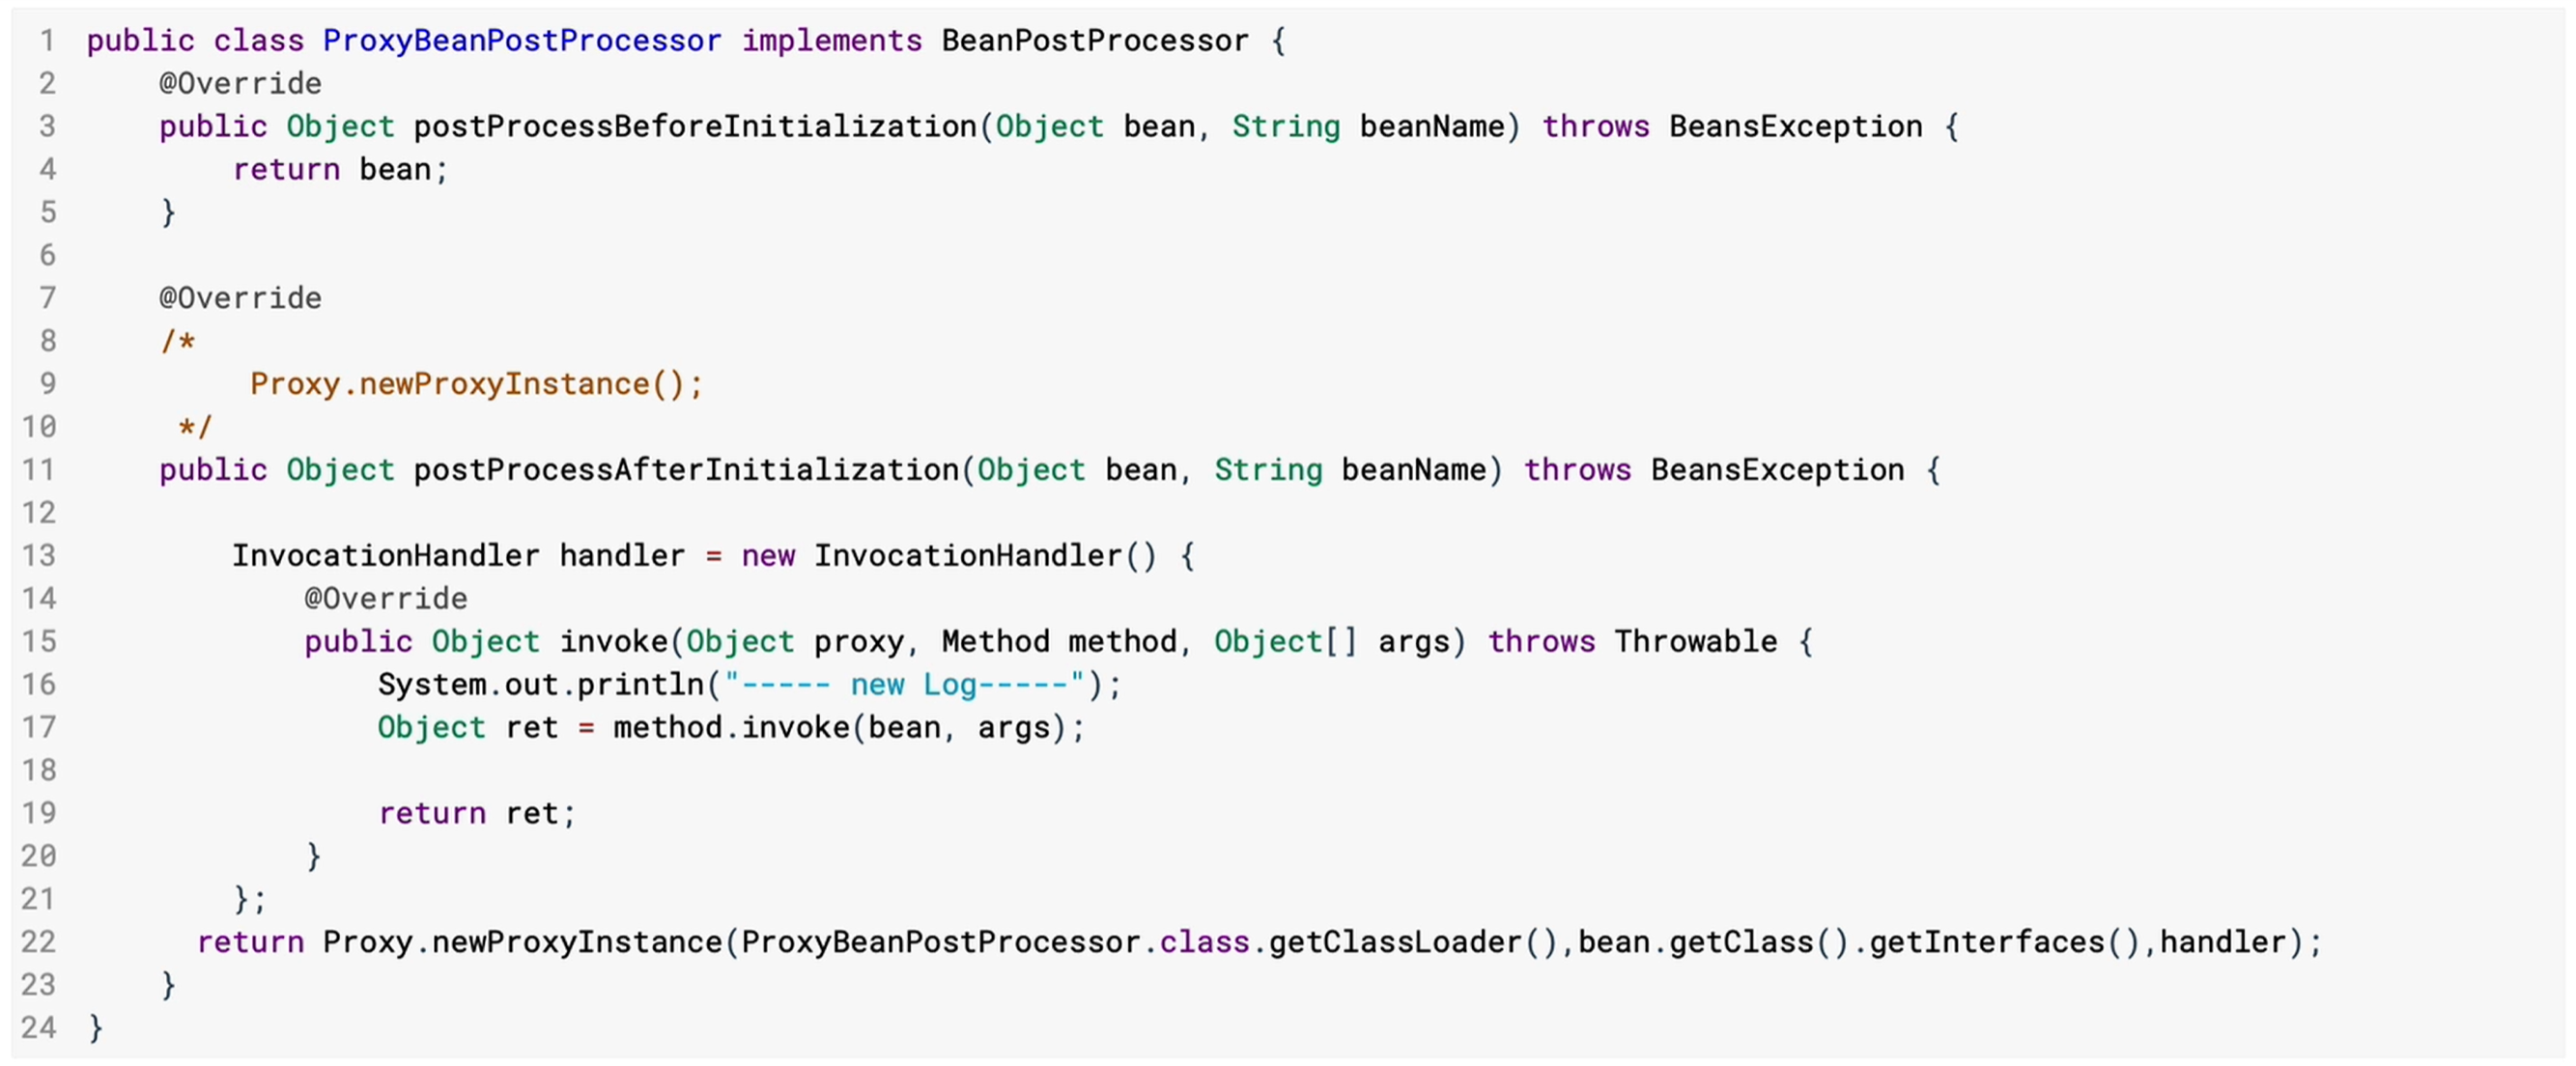 1 public class ProxyBeanPostProcessor implements BeanPostProcessor {
2     @Override
3     public Object postProcessBeforeInitialization(Object bean, String beanName) throws BeansException {
4         return bean;
5     }
6
7     @Override
8     /*
9          Proxy.newProxyInstance();
10     */
11     public Object postProcessAfterInitialization(Object bean, String beanName) throws BeansException {
12
13         InvocationHandler handler = new InvocationHandler() {
14             @Override
15             public Object invoke(Object proxy, Method method, Object[] args) throws Throwable {
16                 System.out.println("----- new Log-----");
17                 Object ret = method.invoke(bean, args);
18
19                 return ret;
20             }
21         };
22       return Proxy.newProxyInstance(ProxyBeanPostProcessor.class.getClassLoader(),bean.getClass().getInterfaces(),handler);
23     }
24 }